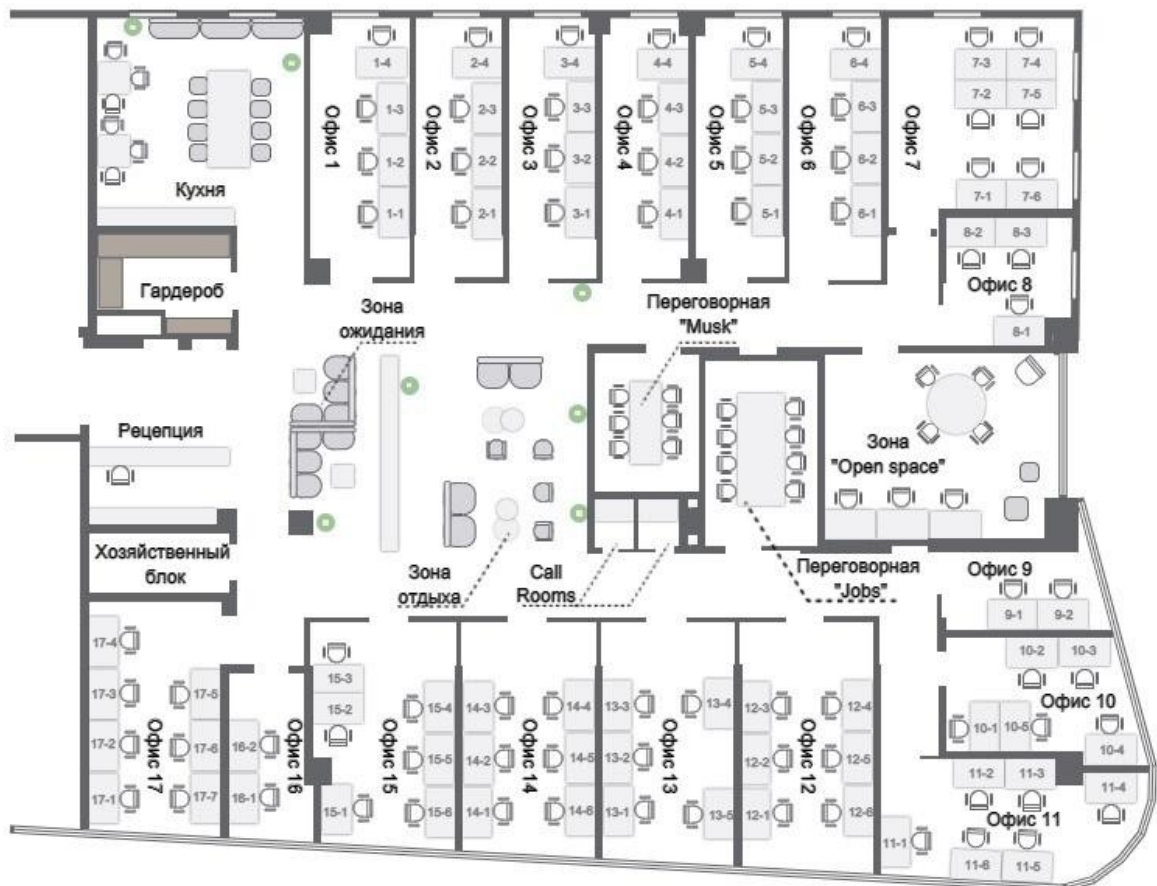 1-4
2-4
3-4
4-4
5-4
6-4
7-3
7-4
7-2
7-5
1-3
2-3
3-3
4-3
5-3
6-3
Офис 1
Офис 2
Офис 3
Офис 4
Офис 5
Офис 6
Офис 7
1-2
2-2
3-2
4-2
5-2
6-2
Кухня
7-1
7-6
1-1
2-1
3-1
4-1
5-1
6-1
8-2
8-3
Гардероб
Офис 8
Зона
ожидания
Переговорная
"Musk"
8-1
Рецепция
Зона
"Open space"
Хозяйственный
блок
Зона
отдыха
Call
Rooms
Переговорная
"Jobs"
Офис 9
9-1
9-2
17-4
10-2
10-3
15-3
17-3
17-5
15-2
15-4
14-3
14-4
13-3
13-4
12-3
12-4
Офис 10
10-1
10-5
10-4
Офис 17
Офис 16
Офис 15
Офис 14
Офис 13
Офис 12
17-2
17-6
16-2
15-5
14-2
14-5
13-2
12-2
12-5
11-2
11-3
11-4
17-1
17-7
16-1
15-1
15-6
14-1
14-6
13-1
13-5
12-1
12-6
Офис 11
11-1
11-6
11-5